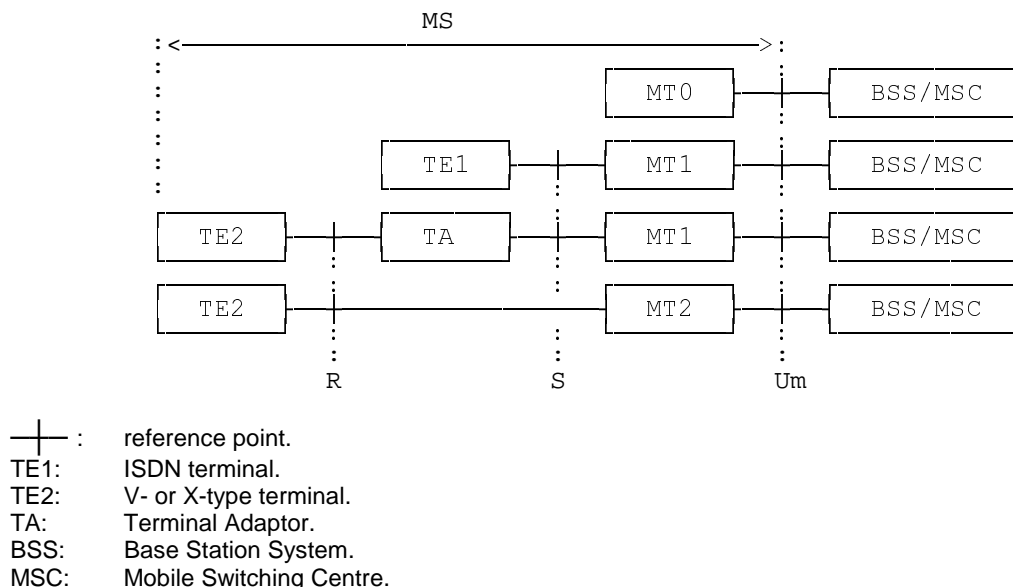 MS
MT0 BSS/MSC
TE1 MT1 BSS/MSC
TE2 TA MT1 BSS/MSC
TE2 MT2 BSS/MSC
R S Um
: reference point.
TE1: ISDN terminal.
TE2: V- or X-type terminal.
TA: Terminal Adaptor.
BSS: Base Station System.
MSC: Mobile Switching Centre.